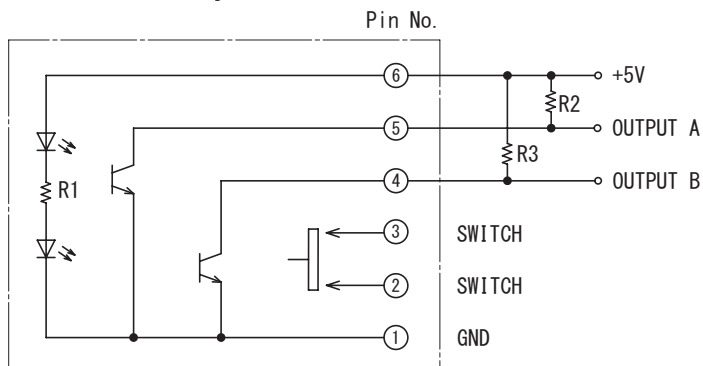 Pin No.
6
+5V
R2
5
OUTPUT A
R3
R1
4
OUTPUT B
3
SWITCH
2
SWITCH
1
GND